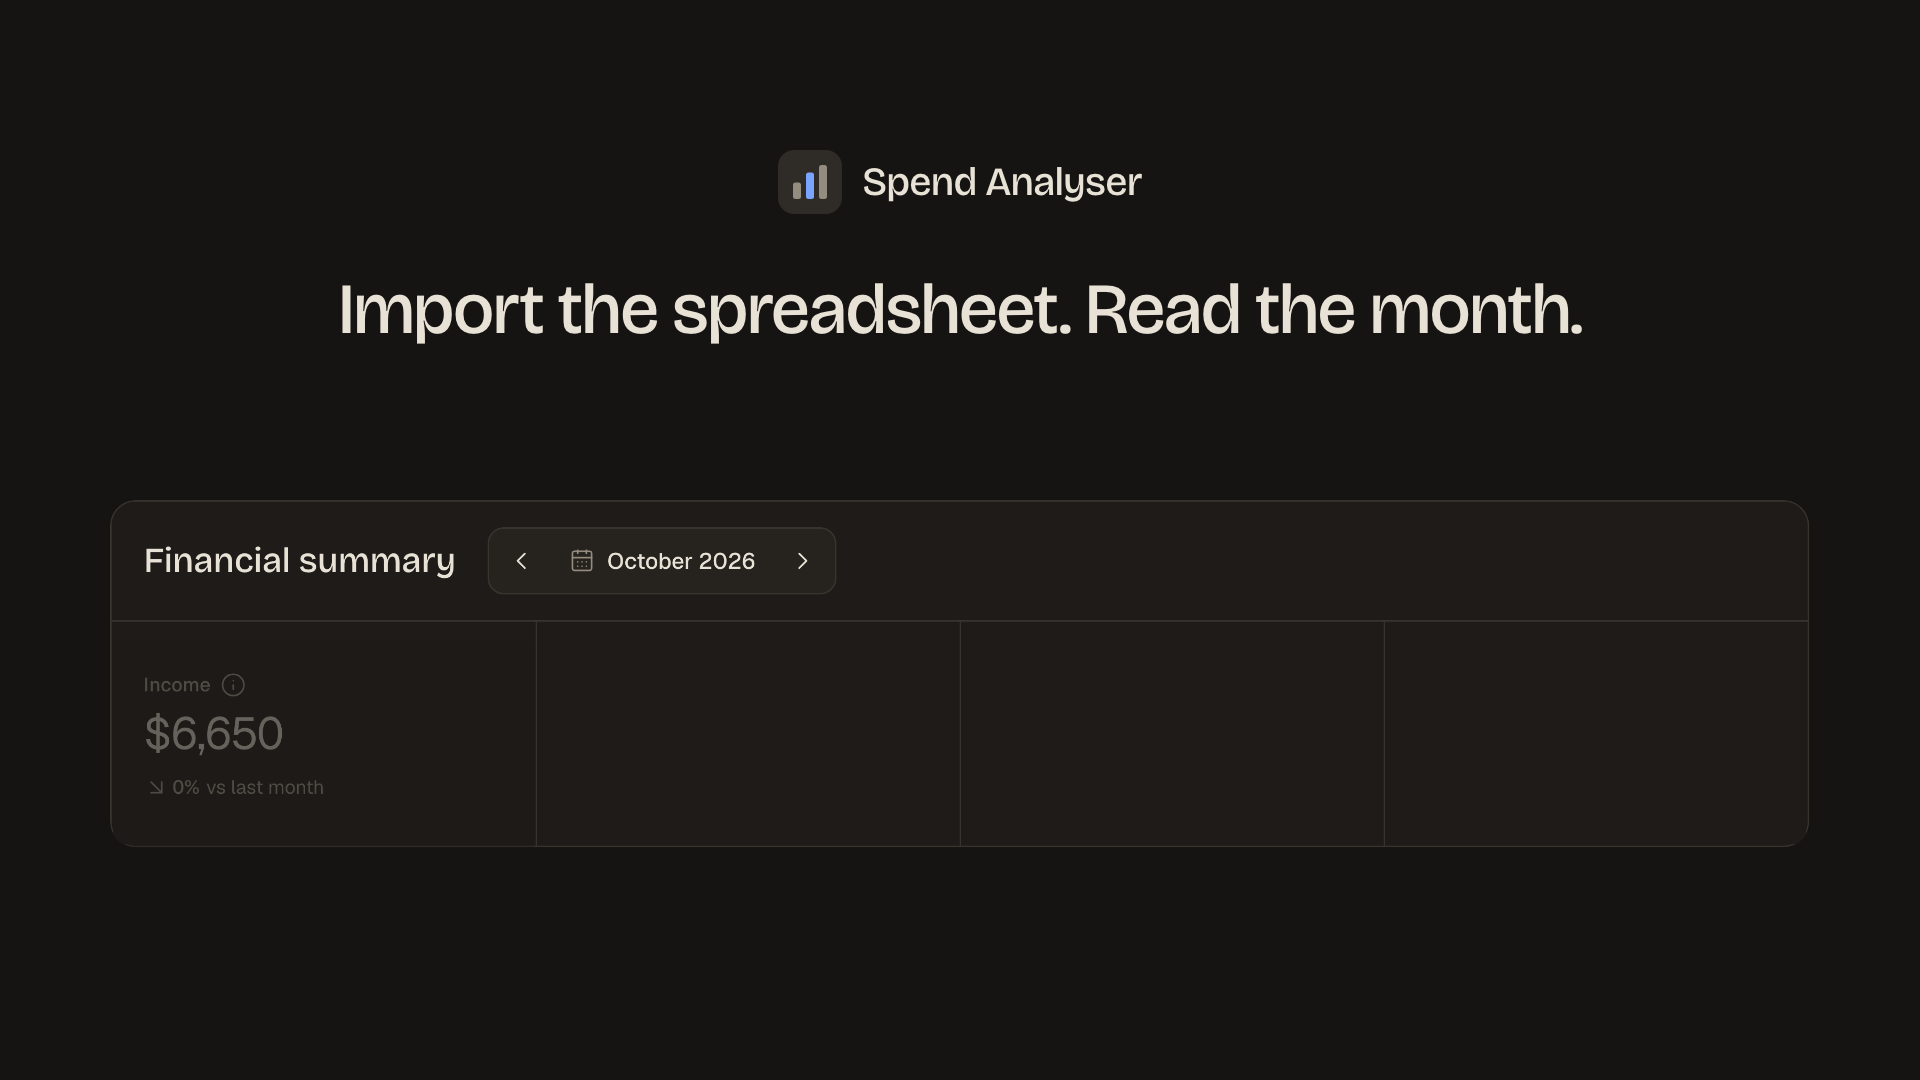 Spend Analyser
Import the spreadsheet. Read the month.
Financial summary
October 2026
Income
$6,650
0% vs last month